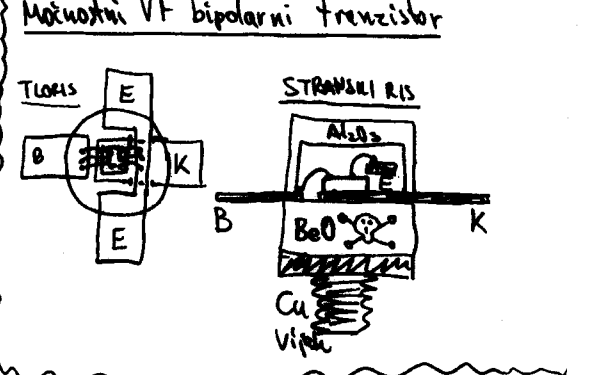 Močnostni VF bipolarni tranzistor
TLORIS
E
B
K
E
STRANSKI RIS
Al₂O₃
E
B
K
BeO
Cu
Vijak